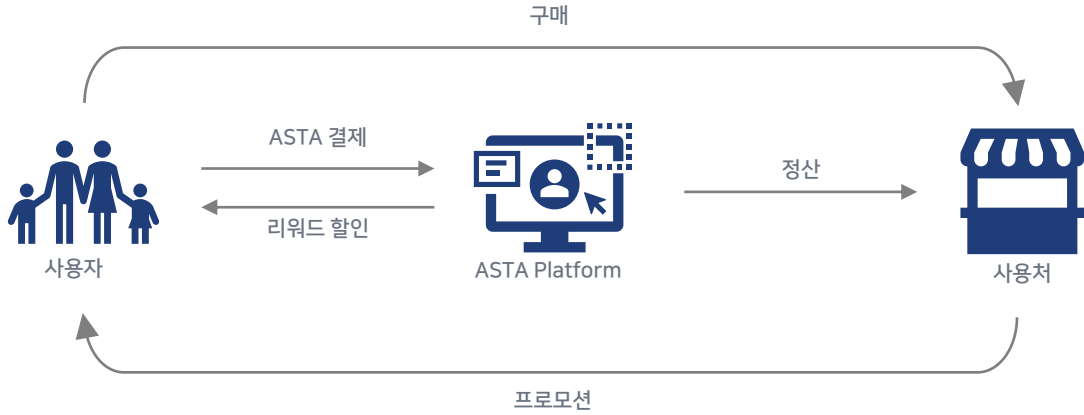 구매
ASTA 결제
리워드 할인
정산
사용자
ASTA Platform
사용처
프로모션